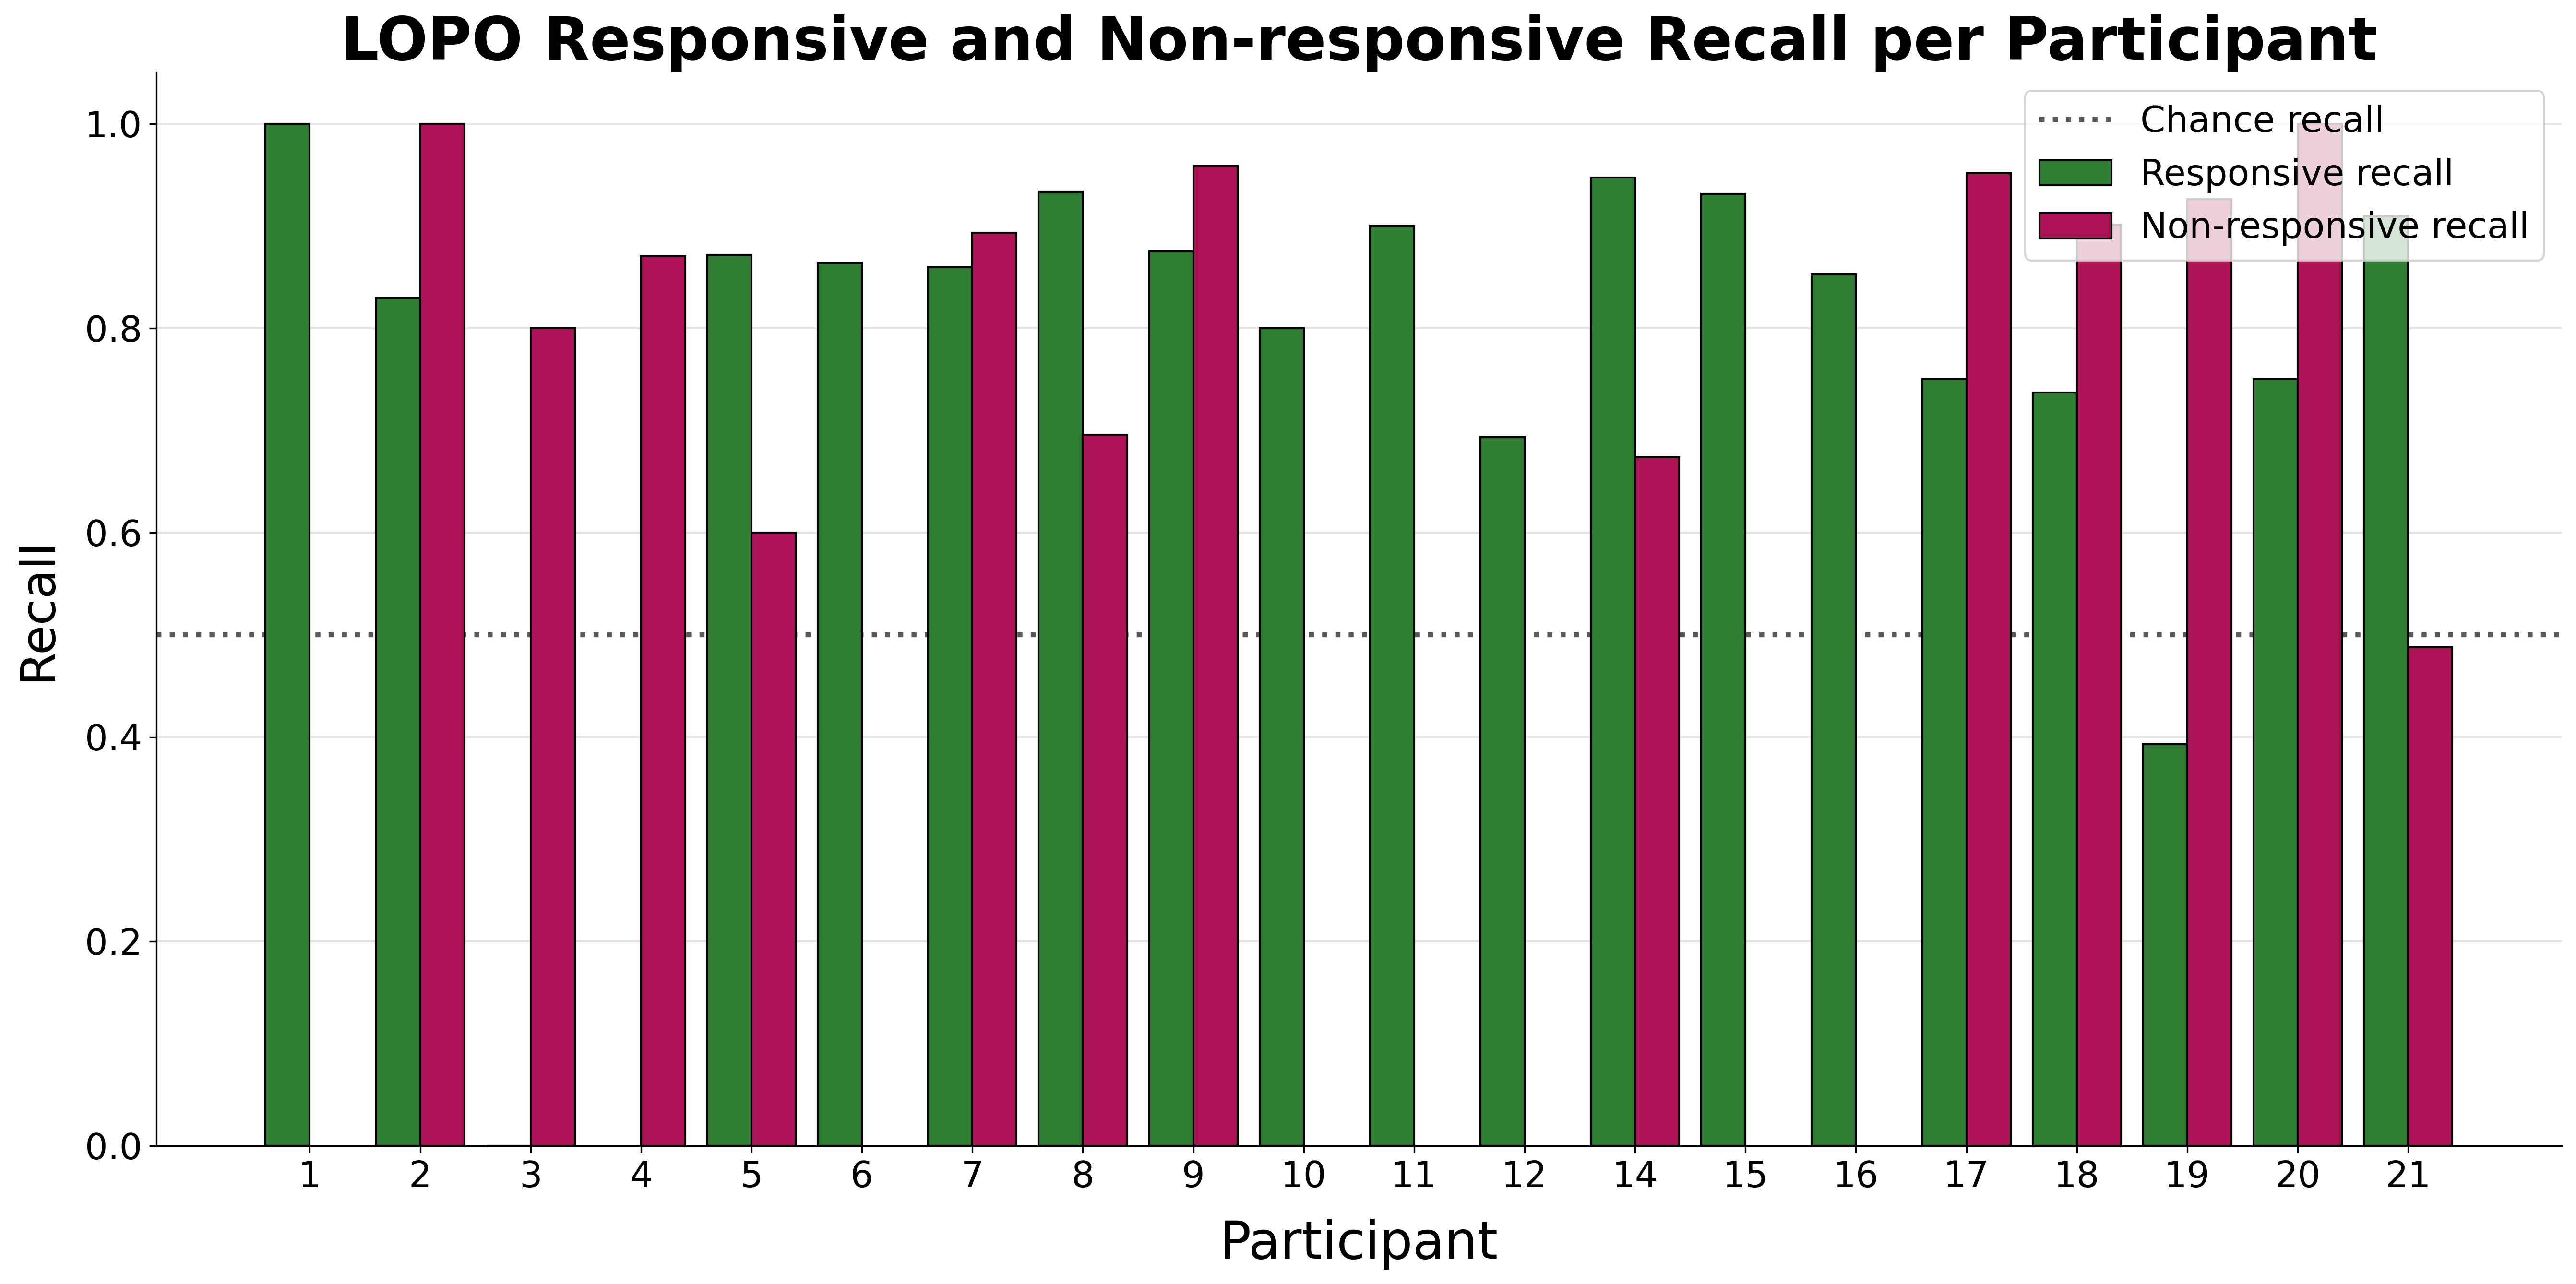 LOPO Responsive and Non-responsive Recall per Participant
Chance recall
Responsive recall
Non-responsive recall
1.0
0.8
0.6
0.4
0.2
0.0
Recall
1 2 3 4 5 6 7 8 9 10 11 12 14 15 16 17 18 19 20 21
Participant